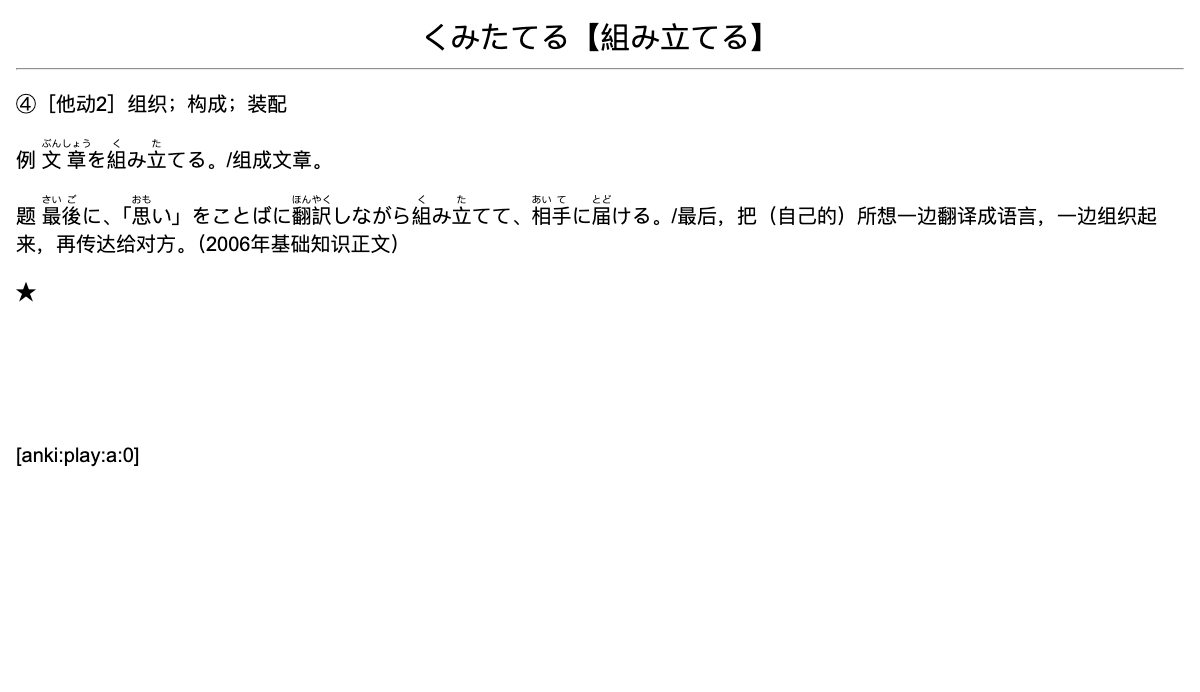 くみたてる【組み立てる】
④［他动2］组织；构成；装配
ぶんしょう く た
例 文章を組み立てる。/组成文章。
さいご おも ほんやく く た あいて とど
题 最後に、「思い」をことばに翻訳しながら組み立てて、相手に届ける。/最后，把（自己的）所想一边翻译成语言，一边组织起
来，再传达给对方。（2006年基础知识正文）
★
[anki:play:a:0]